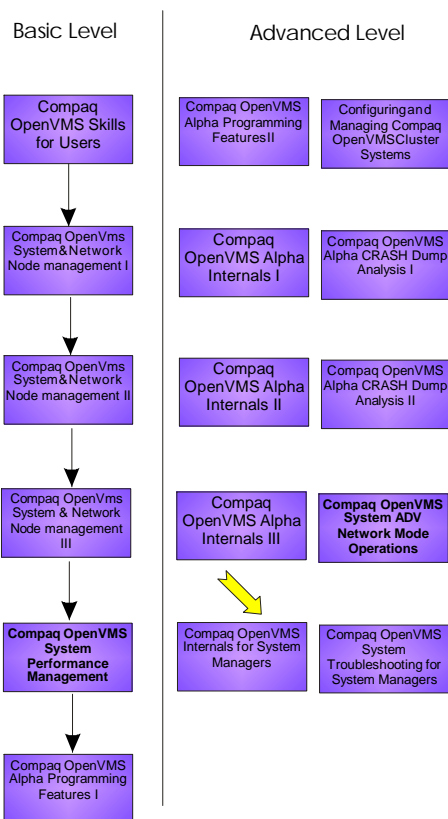 Basic Level
Advanced Level
Compaq
OpenVMS Skills
for Users
Compaq OpenVms
System&Network
Node management I
Compaq OpenVms
System&Network
Node management II
Compaq OpenVms
System & Network
Node management
III
Compaq OpenVMS
System
Performance
Management
Compaq OpenVMS
Alpha Programming
Features I
Compaq OpenVMS
Alpha Programming
FeaturesII
Configuringand
Managing Compaq
OpenVMSCluster
Systems
Compaq
OpenVMS Alpha
Internals I
Compaq OpenVMS
Alpha CRASH Dump
Analysis I
Compaq
OpenVMS Alpha
Internals II
Compaq OpenVMS
Alpha CRASH Dump
Analysis II
Compaq
OpenVMS Alpha
Internals III
Compaq OpenVMS
System ADV
Network Mode
Operations
Compaq OpenVMS
Internals for System
Managers
Compaq OpenVMS
System
Troubleshooting for
System Managers